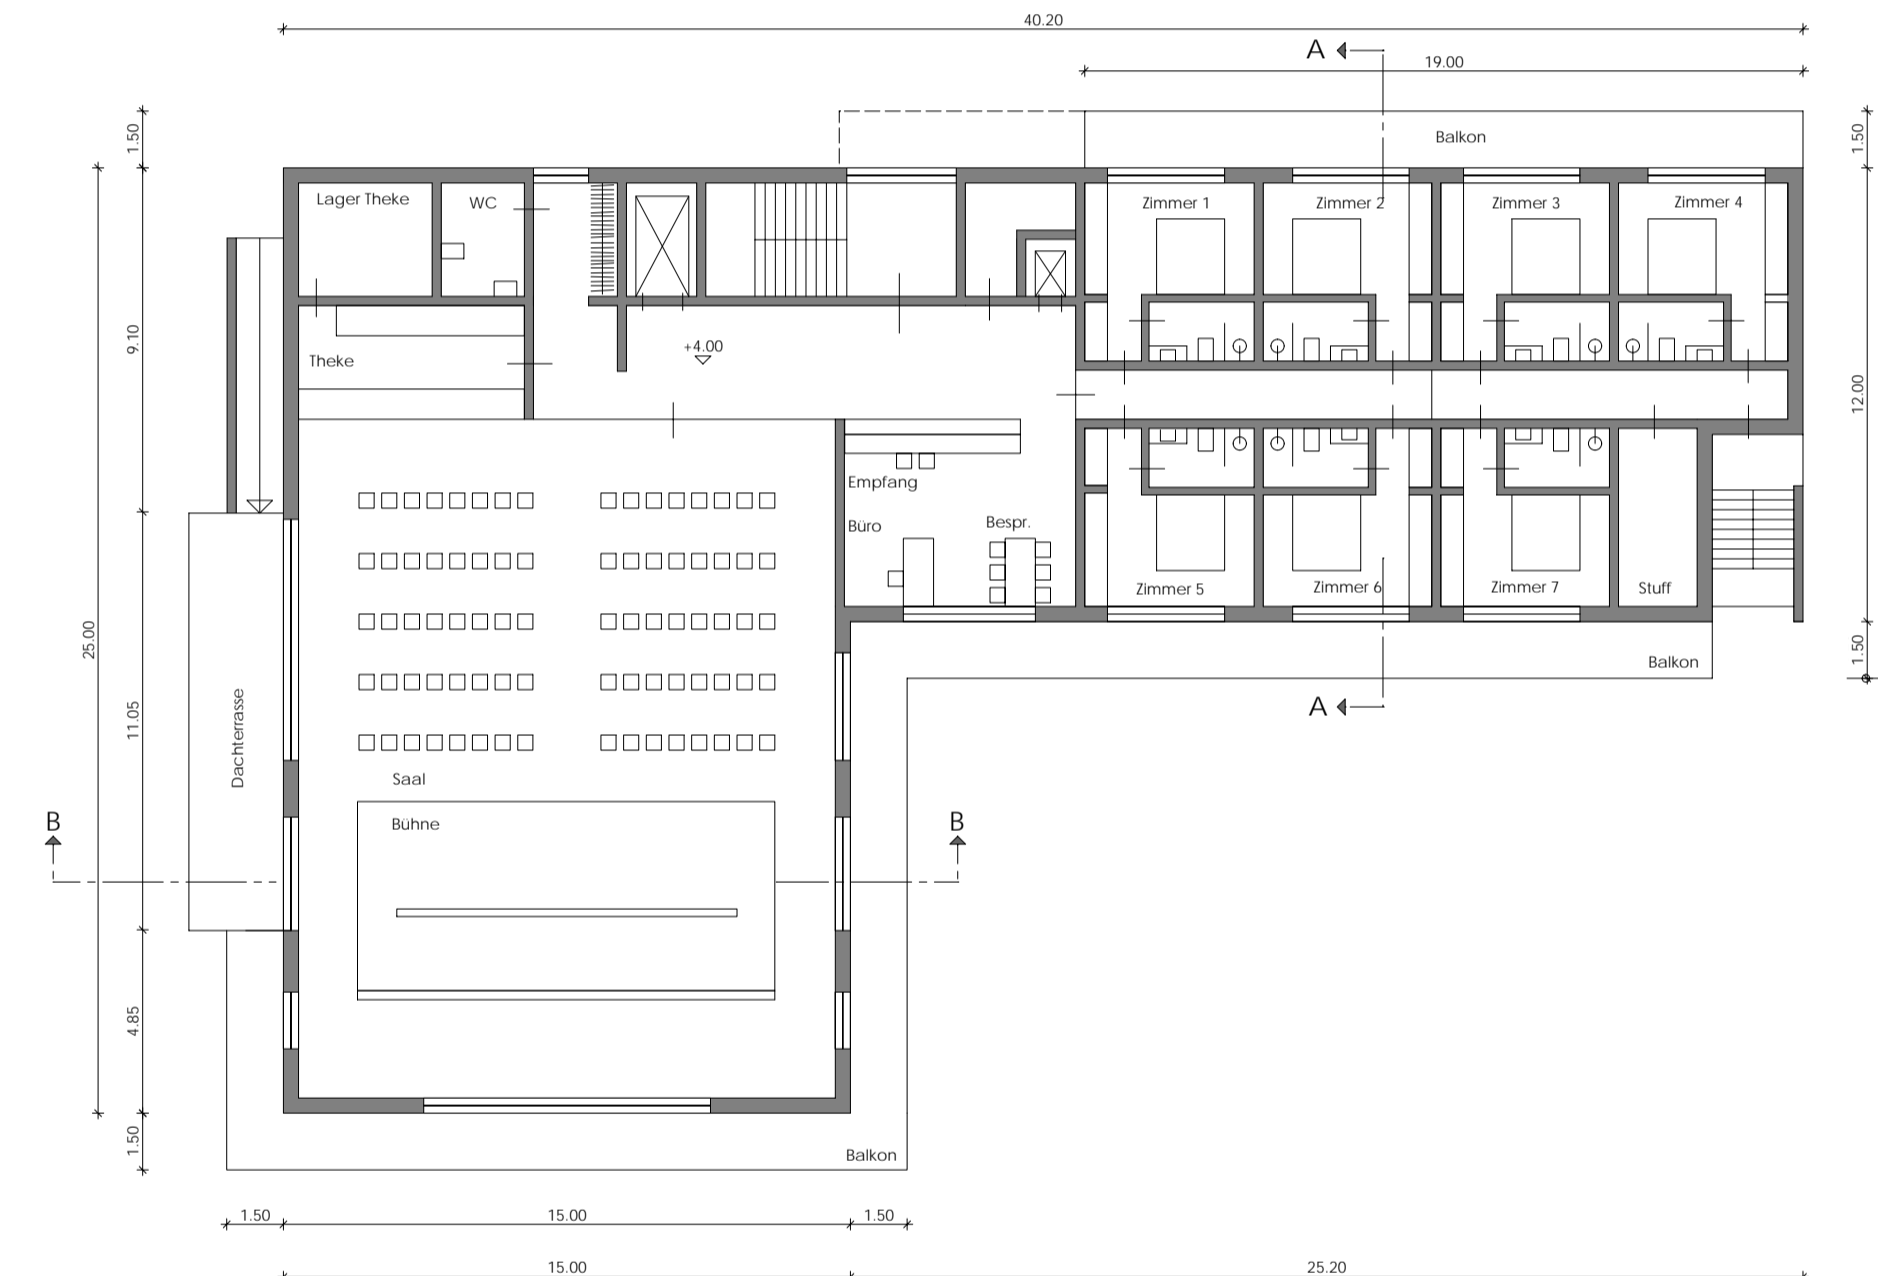 40.20
A
19.00
1.50
1.50
Balkon
Lager Theke
WC
Zimmer 1
Zimmer 2
Zimmer 3
Zimmer 4
9.10
Theke
+4.00
12.00
Empfang
Büro
Bespr.
Zimmer 5
Zimmer 6
Zimmer 7
Stuff
25.00
1.50
Balkon
A
11.05
Dachterrasse
Saal
Bühne
B
B
4.85
1.50
Balkon
1.50
15.00
1.50
15.00
25.20